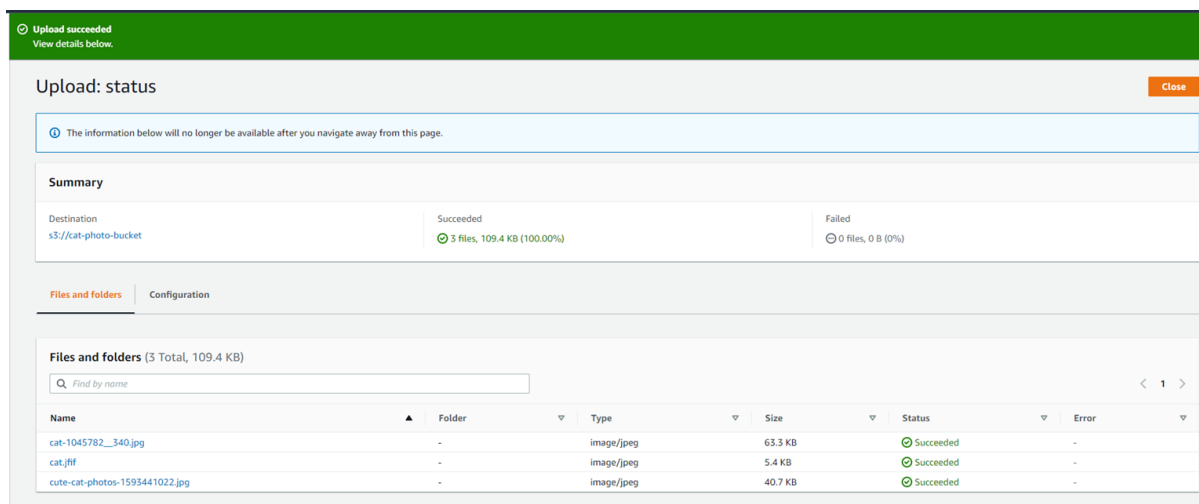 Upload succeeded
View details below.
Upload: status
Close
The information below will no longer be available after you navigate away from this page.
Summary
Destination
s3://cat-photo-bucket
Succeeded
3 files, 109.4 KB (100.00%)
Failed
0 files, 0 B (0%)
Files and folders Configuration
Files and folders (3 Total, 109.4 KB)
Find by name
1
Name Folder Type Size Status Error
cat-1045782__340.jpg - image/jpeg 63.3 KB Succeeded -
cat.jfif - image/jpeg 5.4 KB Succeeded -
cute-cat-photos-1593441022.jpg - image/jpeg 40.7 KB Succeeded -